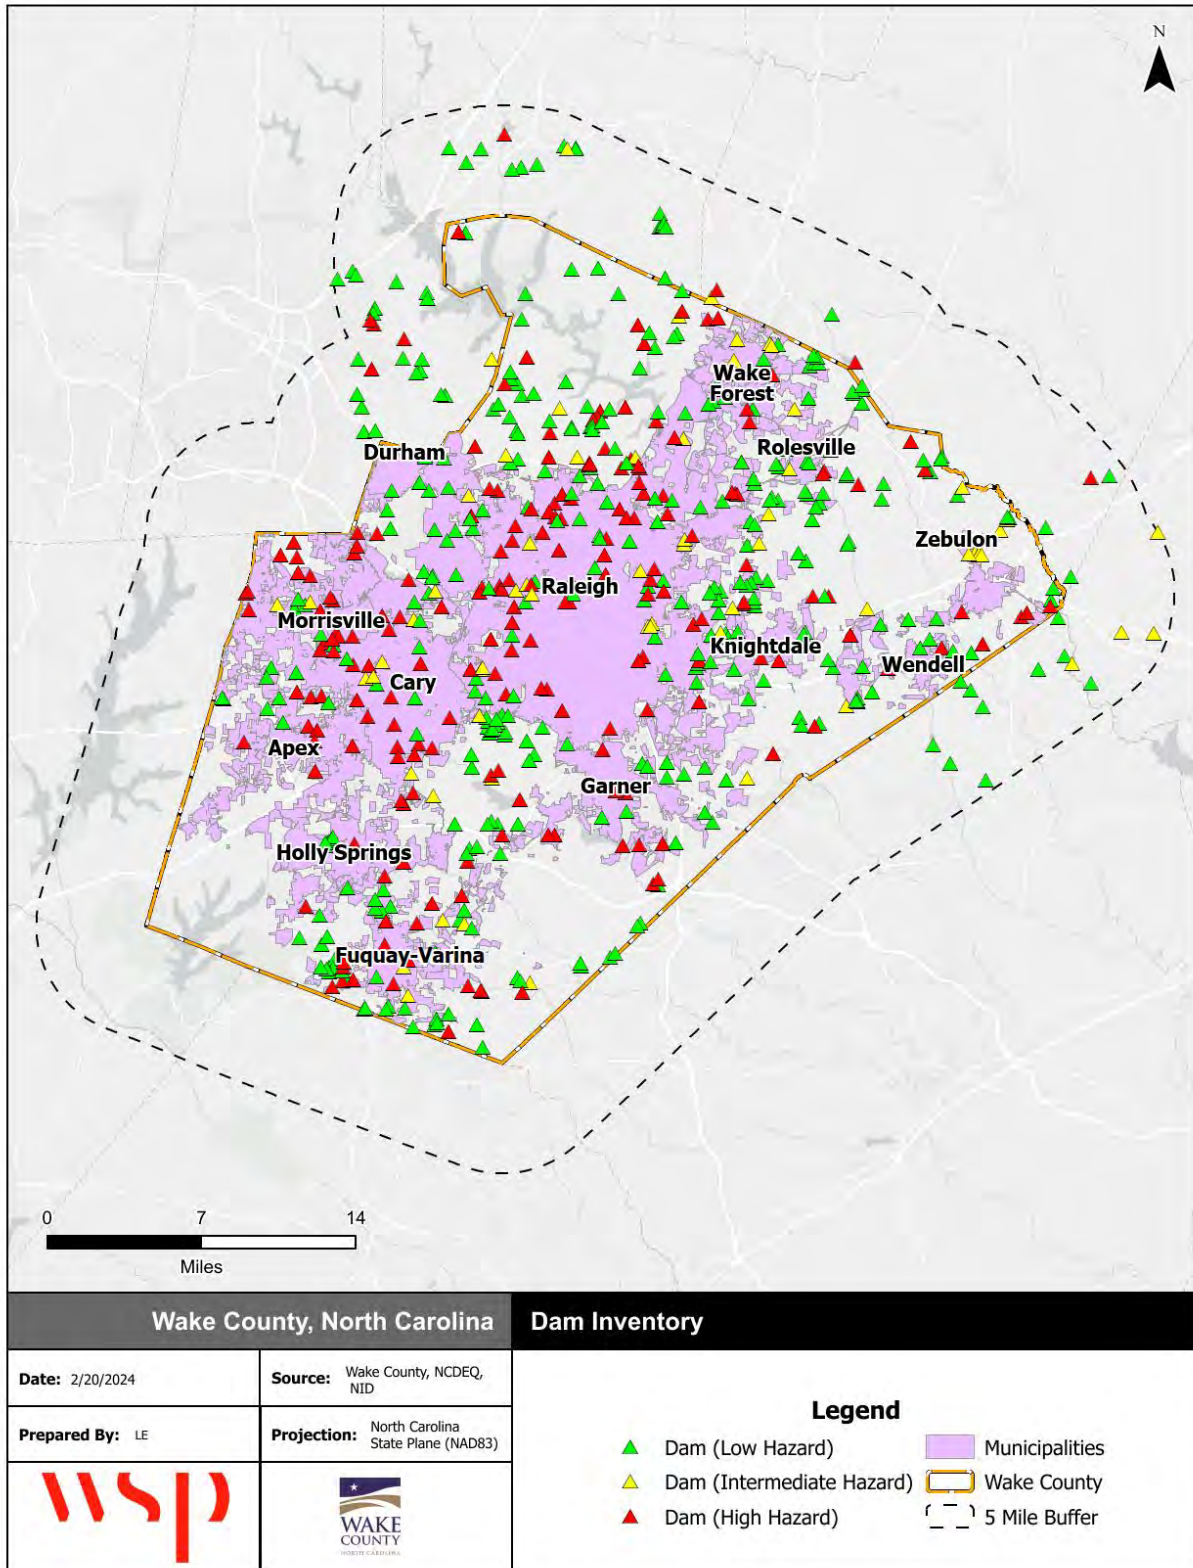 N
Wake
Forest
Durham
Rolesville
Zebulon
Raleigh
Morrisville
Knightdale
Wendell
Cary
Apex
Garner
Holly Springs
Fuquay-Varina
0 7 14
Miles
Wake County, North Carolina
Dam Inventory
Date: 2/20/2024
Source: Wake County, NCDEQ,
NID
Prepared By: LE
Projection: North Carolina
State Plane (NAD83)
wsp
WAKE
COUNTY
NORTH CAROLINA
Legend
Dam (Low Hazard)
Municipalities
Dam (Intermediate Hazard)
Wake County
Dam (High Hazard)
5 Mile Buffer